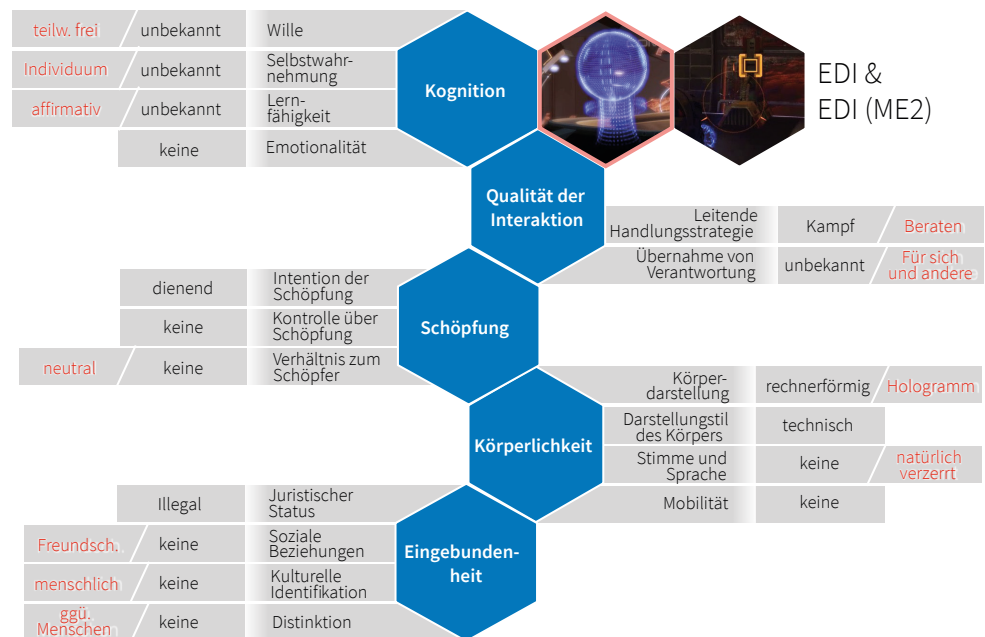 teilw. frei
unbekannt
Wille
Individuum
unbekannt
Selbstwahr-
nehmung
affirmativ
unbekannt
Lern-
fähigkeit
keine
Emotionalität
Kognition
EDI &
EDI (ME2)
Qualität der
Interaktion
Leitende
Handlungsstrategie
Kampf
Beraten
Übernahme von
Verantwortung
unbekannt
Für sich
und andere
dienend
Intention der
Schöpfung
keine
Kontrolle über
Schöpfung
neutral
keine
Verhältnis zum
Schöpfer
Schöpfung
Körper-
darstellung
rechnerförmig
Hologramm
Darstellungstil
des Körpers
technisch
Stimme und
Sprache
keine
natürlich
verzerrt
Mobilität
keine
Körperlichkeit
Illegal
Juristischer
Status
Freundsch.
keine
Soziale
Beziehungen
menschlich
keine
Kulturelle
Identifikation
ggü.
Menschen
keine
Distinktion
Eingebunden-
heit